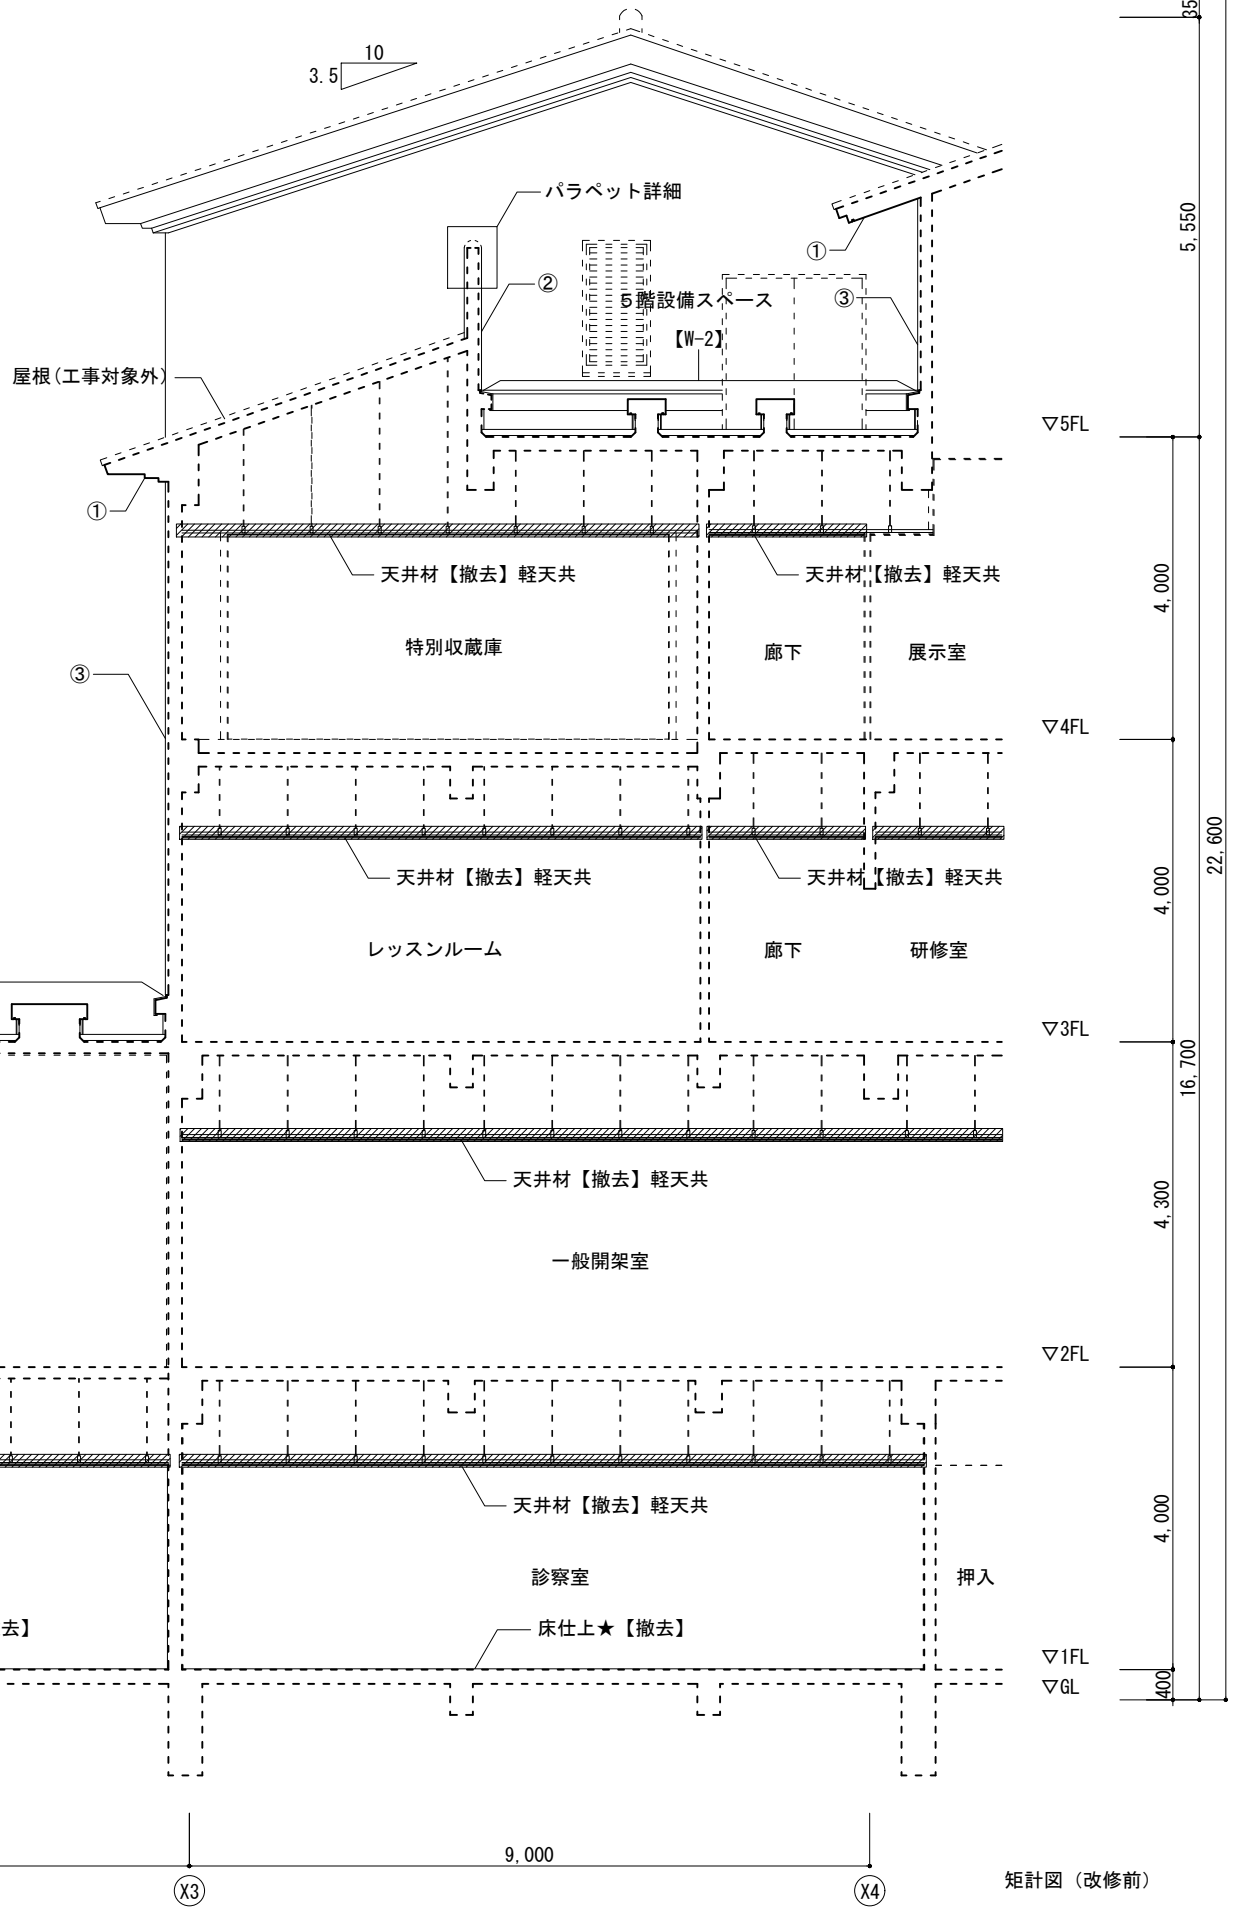 35
10
3.5
パラペット詳細
5,550
①
②
5階設備スペース
③
【W-2】
屋根(工事対象外)
▽5FL
①
天井材【撤去】軽天共
天井材【撤去】軽天共
4,000
特別収蔵庫
廊下
展示室
③
▽4FL
22,600
天井材【撤去】軽天共
天井材【撤去】軽天共
4,000
レッスンルーム
廊下
研修室
▽3FL
16,700
天井材【撤去】軽天共
4,300
一般開架室
▽2FL
天井材【撤去】軽天共
4,000
診察室
押入
去】
床仕上★【撤去】
▽1FL
▽GL
400
9,000
X3
X4
矩計図（改修前）